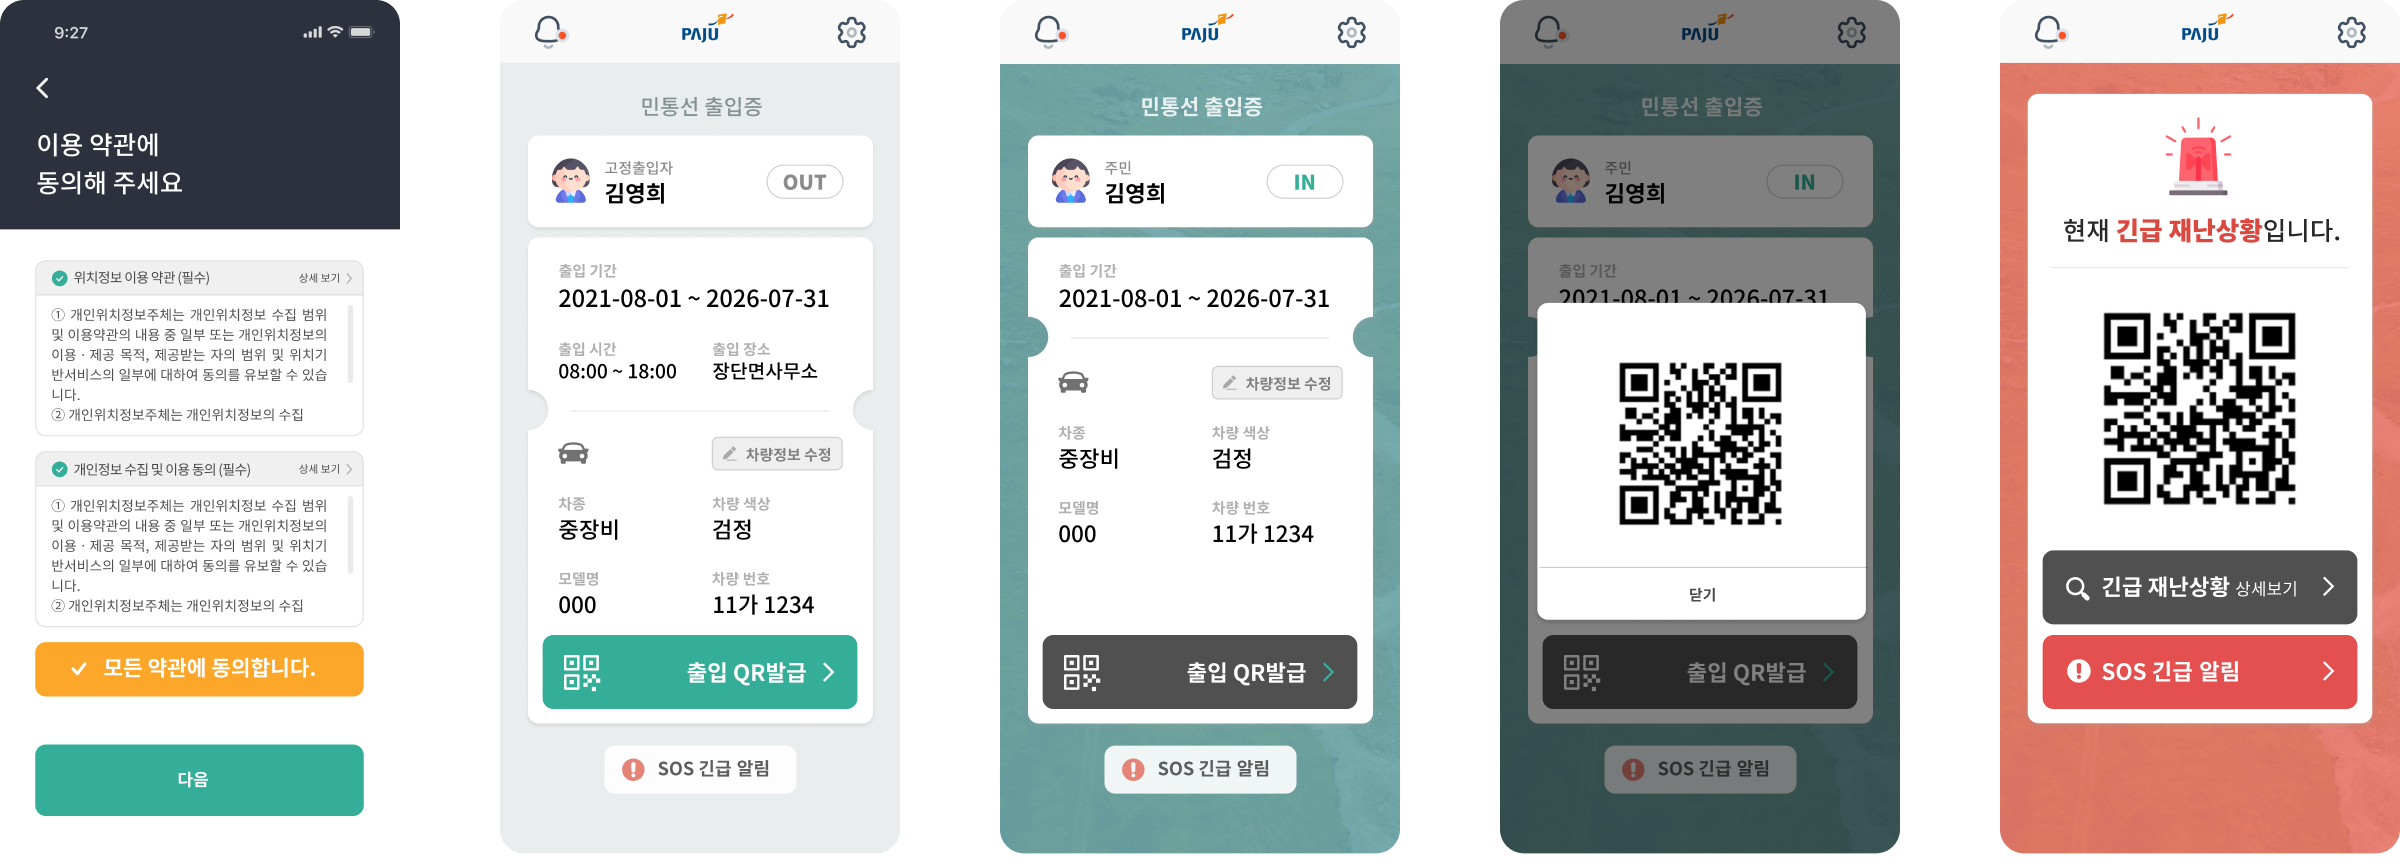 9:27
이용 약관에
동의해 주세요
위치정보 이용 약관 (필수) 상세 보기
① 개인위치정보주체는 개인위치정보 수집 범위
및 이용약관의 내용 중 일부 또는 개인위치정보의
이용 · 제공 목적, 제공받는 자의 범위 및 위치기
반서비스의 일부에 대하여 동의를 유보할 수 있습
니다.
② 개인위치정보주체는 개인위치정보의 수집
개인정보 수집 및 이용 동의 (필수) 상세 보기
① 개인위치정보주체는 개인위치정보 수집 범위
및 이용약관의 내용 중 일부 또는 개인위치정보의
이용 · 제공 목적, 제공받는 자의 범위 및 위치기
반서비스의 일부에 대하여 동의를 유보할 수 있습
니다.
② 개인위치정보주체는 개인위치정보의 수집
모든 약관에 동의합니다.
다음
PAJU
민통선 출입증
고정출입자
김영희
OUT
출입 기간
2021-08-01 ~ 2026-07-31
출입 시간 출입 장소
08:00 ~ 18:00 장단면사무소
차량정보 수정
차종 차량 색상
중장비 검정
모델명 차량 번호
000 11가 1234
출입 QR발급
SOS 긴급 알림
PAJU
민통선 출입증
주민
김영희
IN
출입 기간
2021-08-01 ~ 2026-07-31
차량정보 수정
차종 차량 색상
중장비 검정
모델명 차량 번호
000 11가 1234
출입 QR발급
SOS 긴급 알림
PAJU
민통선 출입증
주민
김영희
IN
출입 기간
2021-08-01 ~ 2026-07-31
닫기
출입 QR발급
SOS 긴급 알림
PAJU
현재 긴급 재난상황입니다.
긴급 재난상황 상세보기
SOS 긴급 알림